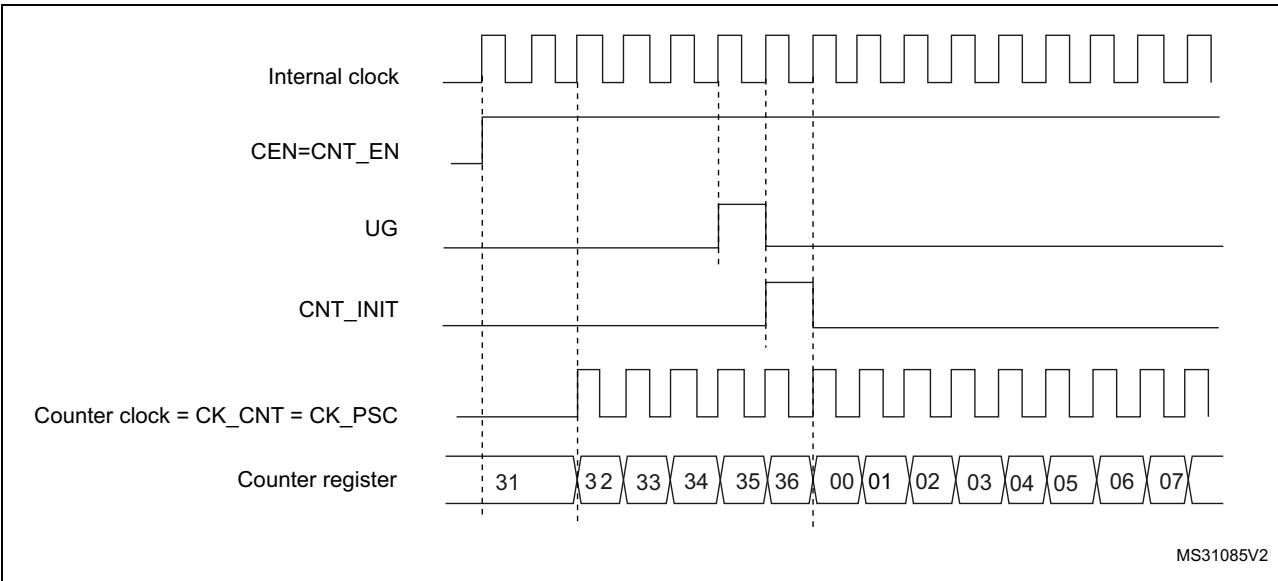 Internal clock
CEN=CNT_EN
UG
CNT_INIT
Counter clock = CK_CNT = CK_PSC
Counter register 31 32 33 34 35 36 00 01 02 03 04 05 06 07
MS31085V2